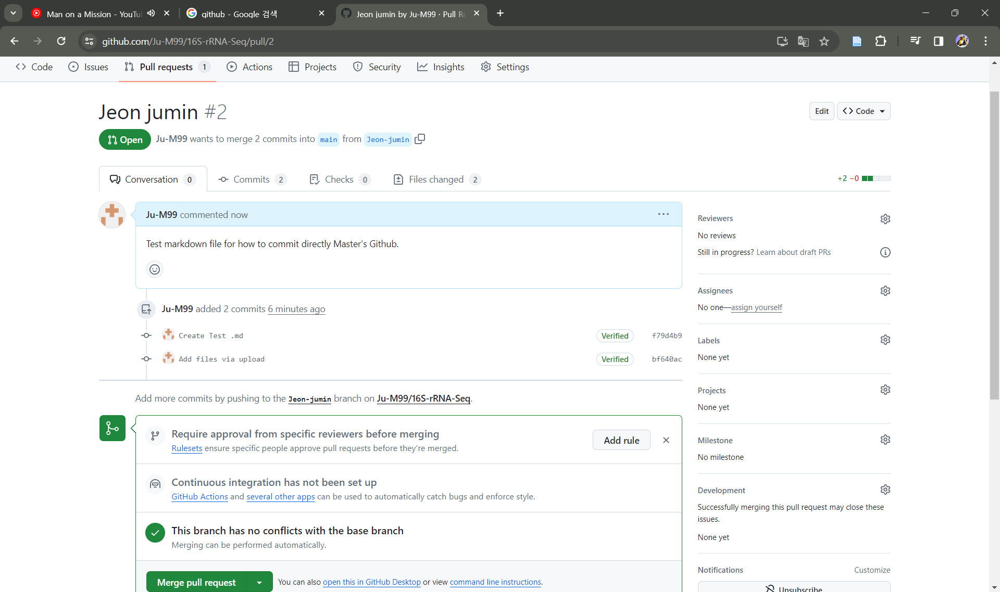 Man on a Mission - YouTu
github - Google 검색
Jeon jumin by Ju-M99 · Pull Re
github.com/Ju-M99/16S-rRNA-Seq/pull/2
Code
Issues
Pull requests 1
Actions
Projects
Security
Insights
Settings
Jeon jumin #2
Edit
Code
Open
Ju-M99 wants to merge 2 commits into main from Jeon-jumin
Conversation 0
Commits 2
Checks 0
Files changed 2
+2 −0
Ju-M99 commented now
Test markdown file for how to commit directly Master's Github.
Ju-M99 added 2 commits 6 minutes ago
Create Test .md Verified f79d4b9
Add files via upload Verified bf640ac
Add more commits by pushing to the Jeon-jumin branch on Ju-M99/16S-rRNA-Seq.
Require approval from specific reviewers before merging
Rulesets ensure specific people approve pull requests before they're merged.
Add rule
Continuous integration has not been set up
GitHub Actions and several other apps can be used to automatically catch bugs and enforce style.
This branch has no conflicts with the base branch
Merging can be performed automatically.
Merge pull request
You can also open this in GitHub Desktop or view command line instructions.
Reviewers
No reviews
Still in progress? Learn about draft PRs
Assignees
No one—assign yourself
Labels
None yet
Projects
None yet
Milestone
No milestone
Development
Successfully merging this pull request may close these
issues.
None yet
Notifications
Customize
Unsubscribe